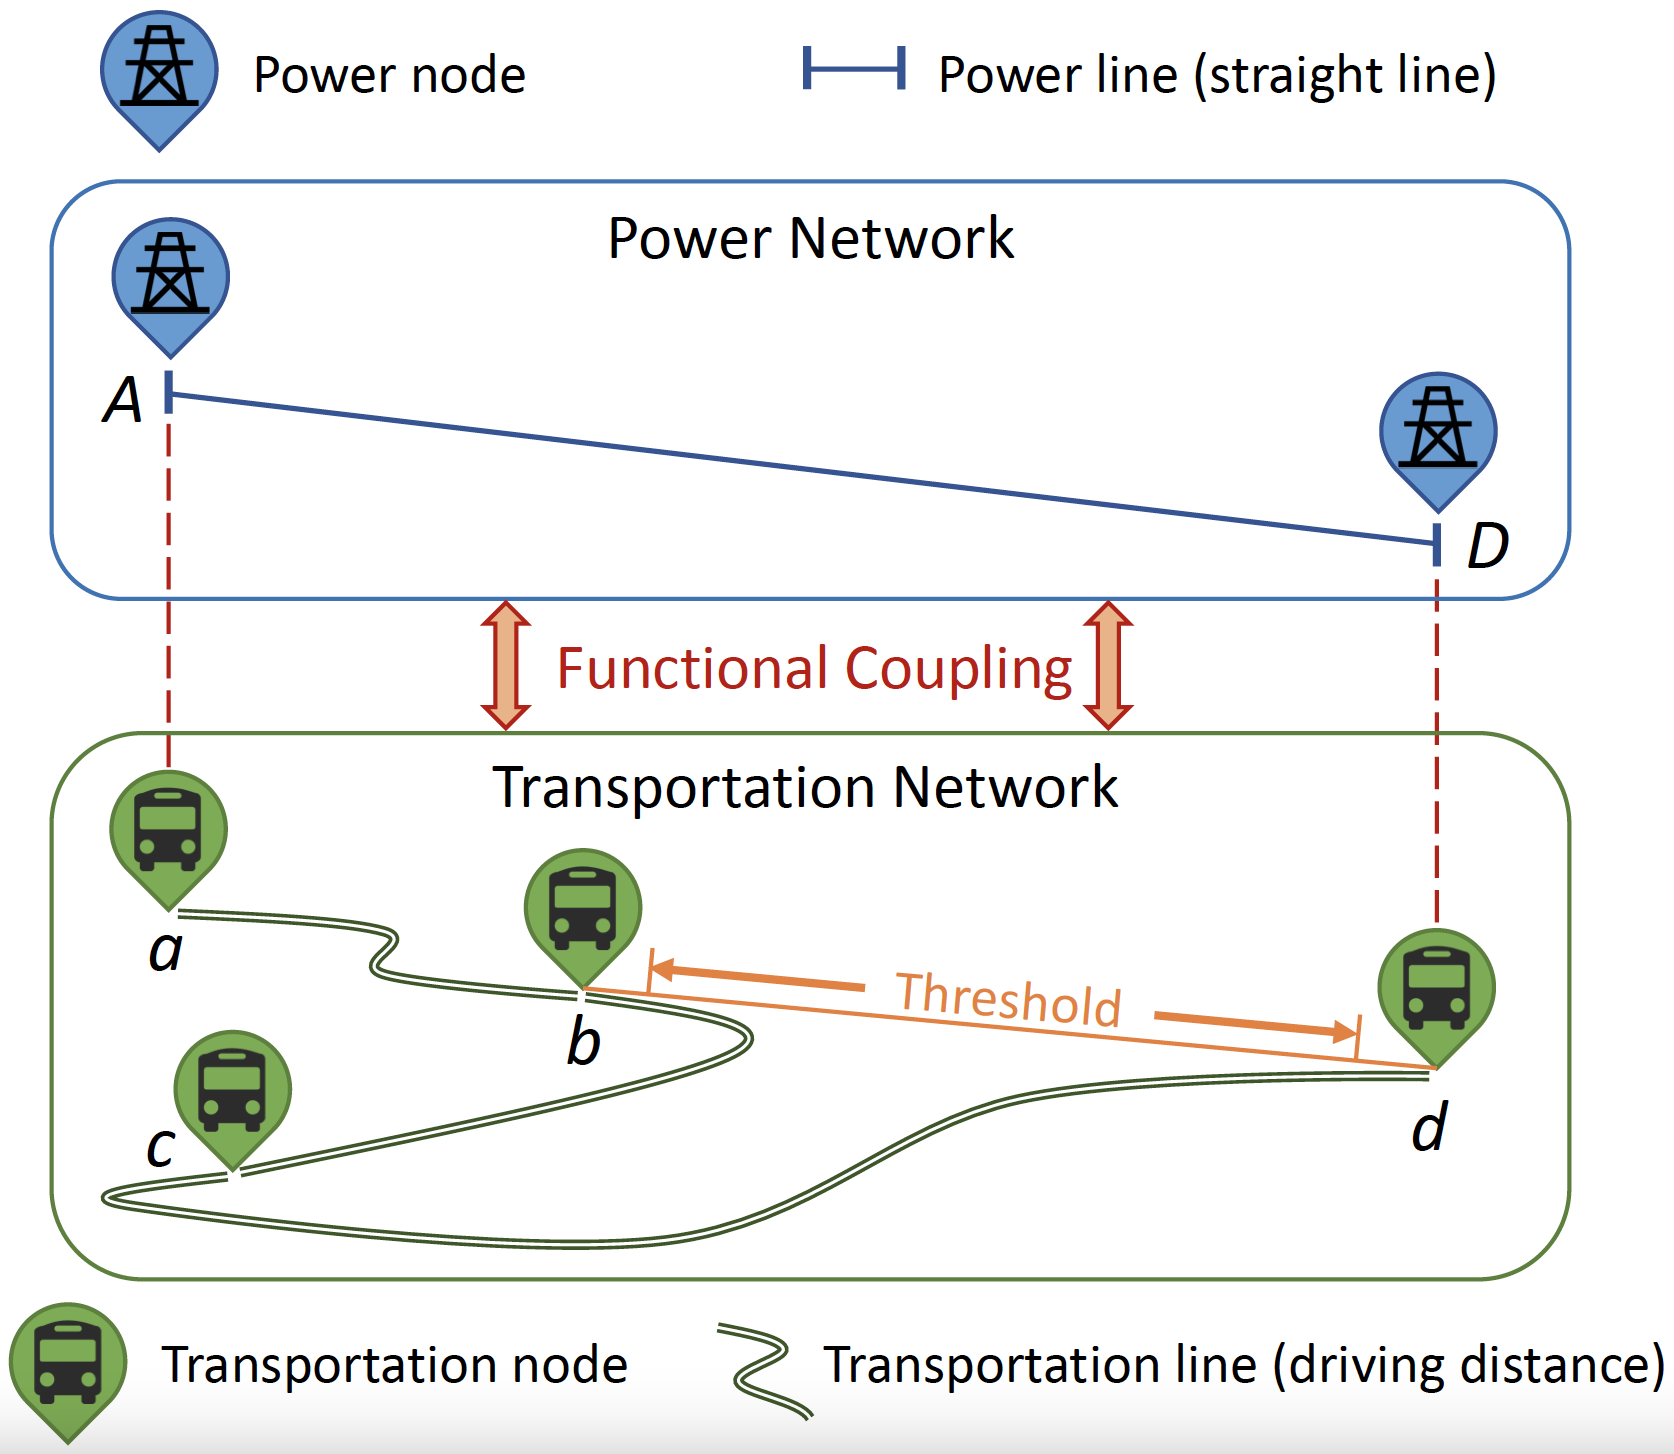 Power node
Power line (straight line)
Power Network
A
D
Functional Coupling
Transportation Network
a
b
Threshold
c
d
Transportation node
Transportation line (driving distance)